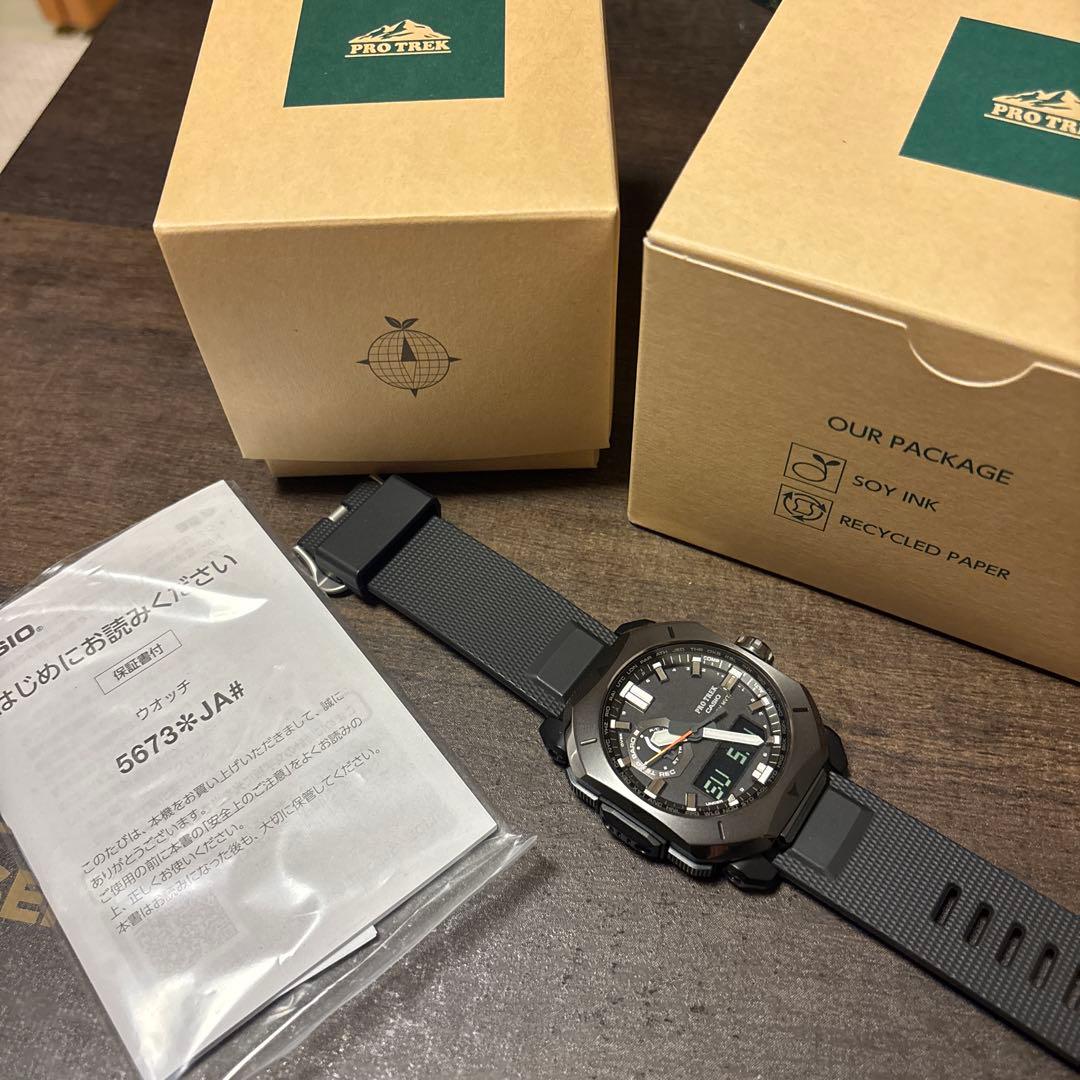 PRO TREK
PRO TR
OUR PACKAGE
SOY INK
RECYCLED PAPER
SIO®
はじめにお読みください
保証書付
ウオッチ
5673*JA#
このたびは、本機をお買い上げいただきまして、誠に
ありがとうございます。
ご使用の前に本書の「安全上のご注意」をよくお読みの
上、正しくお使いください。
本書はお読みになった後も、大切に保管してください。
PRO TREK
CASIO
REC